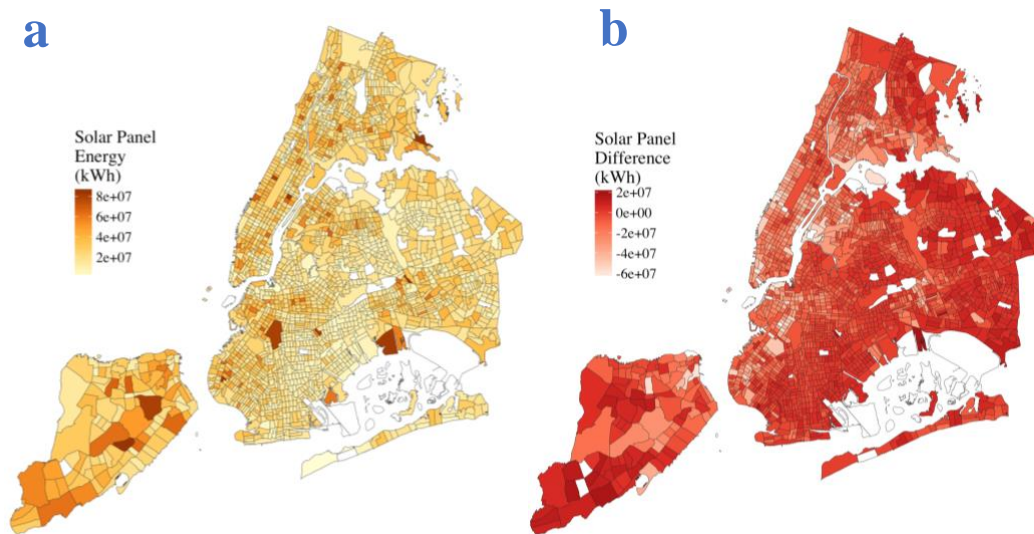 a
Solar Panel
Energy
(kWh)
8e+07
6e+07
4e+07
2e+07
b
Solar Panel
Difference
(kWh)
2e+07
0e+00
-2e+07
-4e+07
-6e+07